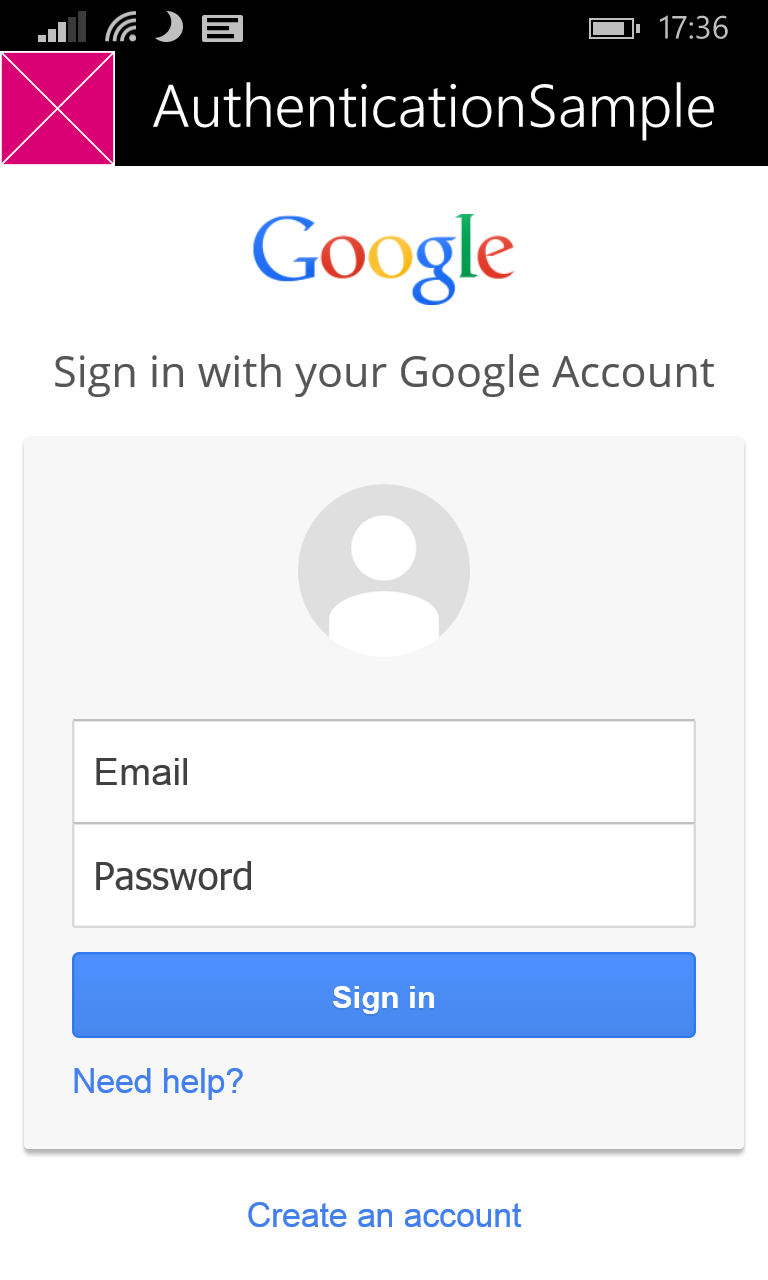 17:36
AuthenticationSample
Google
Sign in with your Google Account
Email
Password
Sign in
Need help?
Create an account